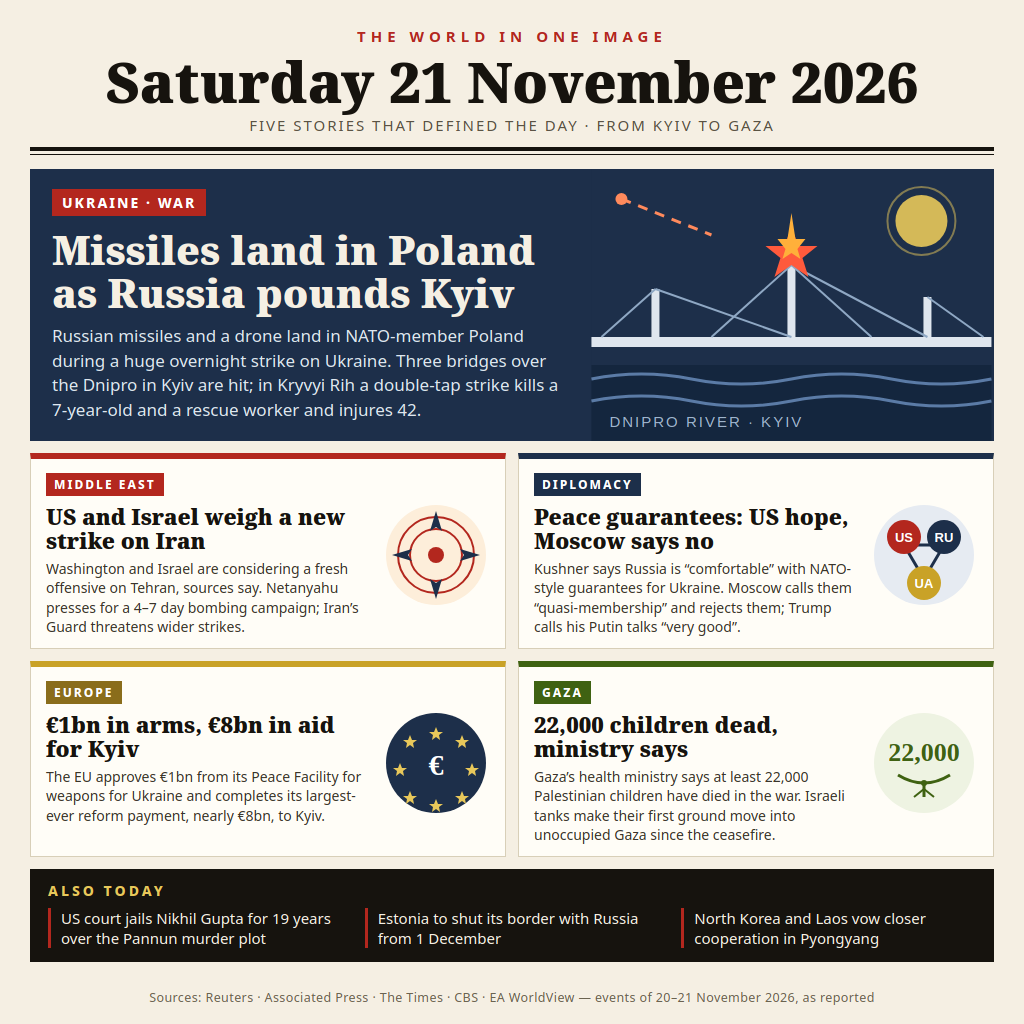 THE WORLD IN ONE IMAGE
Saturday 21 November 2026
FIVE STORIES THAT DEFINED THE DAY · FROM KYIV TO GAZA
UKRAINE · WAR
Missiles land in Poland
as Russia pounds Kyiv
Russian missiles and a drone land in NATO-member Poland
during a huge overnight strike on Ukraine. Three bridges over
the Dnipro in Kyiv are hit; in Kryvyi Rih a double-tap strike kills a
7-year-old and a rescue worker and injures 42.
DNIPRO RIVER · KYIV
MIDDLE EAST
US and Israel weigh a new
strike on Iran
Washington and Israel are considering a fresh
offensive on Tehran, sources say. Netanyahu
presses for a 4–7 day bombing campaign; Iran’s
Guard threatens wider strikes.
DIPLOMACY
Peace guarantees: US hope,
Moscow says no
Kushner says Russia is “comfortable” with NATO-
style guarantees for Ukraine. Moscow calls them
“quasi-membership” and rejects them; Trump
calls his Putin talks “very good”.
US
RU
UA
EUROPE
€1bn in arms, €8bn in aid
for Kyiv
The EU approves €1bn from its Peace Facility for
weapons for Ukraine and completes its largest-
ever reform payment, nearly €8bn, to Kyiv.
€
GAZA
22,000 children dead,
ministry says
Gaza’s health ministry says at least 22,000
Palestinian children have died in the war. Israeli
tanks make their first ground move into
unoccupied Gaza since the ceasefire.
22,000
ALSO TODAY
US court jails Nikhil Gupta for 19 years
over the Pannun murder plot
Estonia to shut its border with Russia
from 1 December
North Korea and Laos vow closer
cooperation in Pyongyang
Sources: Reuters · Associated Press · The Times · CBS · EA WorldView — events of 20–21 November 2026, as reported